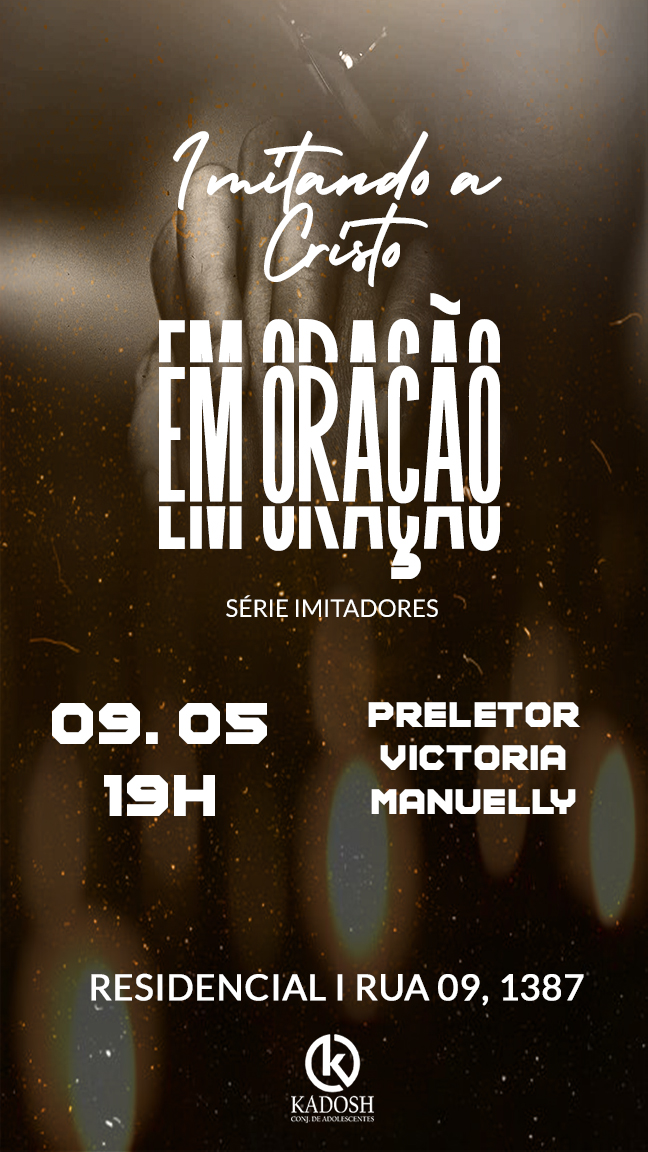 Imitando a
Cristo
EM ORAÇÃO
SÉRIE IMITADORES
09. 05
19H
PRELETOR
VICTORIA
MANUELLY
RESIDENCIAL I RUA 09, 1387
KADOSH
CONJ. DE ADOLESCENTES